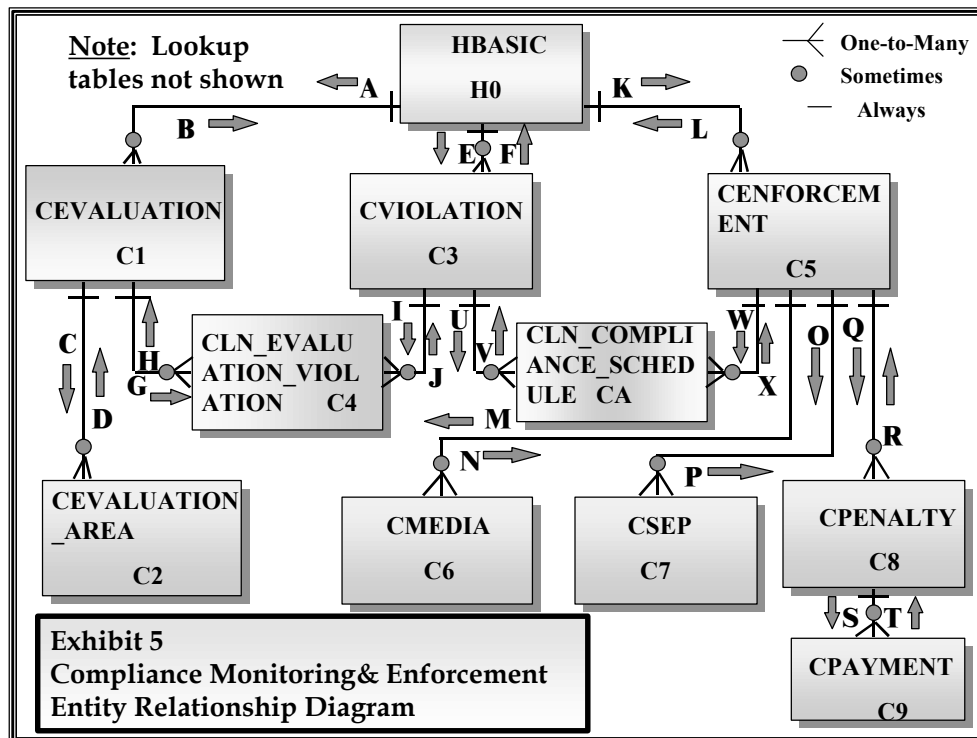 Note: Lookup
tables not shown
HBASIC
H0
One-to-Many
Sometimes
Always
A
B
E
F
K
L
CEVALUATION
C1
CVIOLATION
C3
CENFORCEM
ENT
C5
C
D
H
G
CLN_EVALU
ATION_VIOL
ATION C4
I
J
U
V
CLN_COMPLI
ANCE_SCHED
ULE CA
W
X
O
Q
M
N
P
R
CEVALUATION
_AREA
C2
CMEDIA
C6
CSEP
C7
CPENALTY
C8
S
T
CPAYMENT
C9
Exhibit 5
Compliance Monitoring& Enforcement
Entity Relationship Diagram